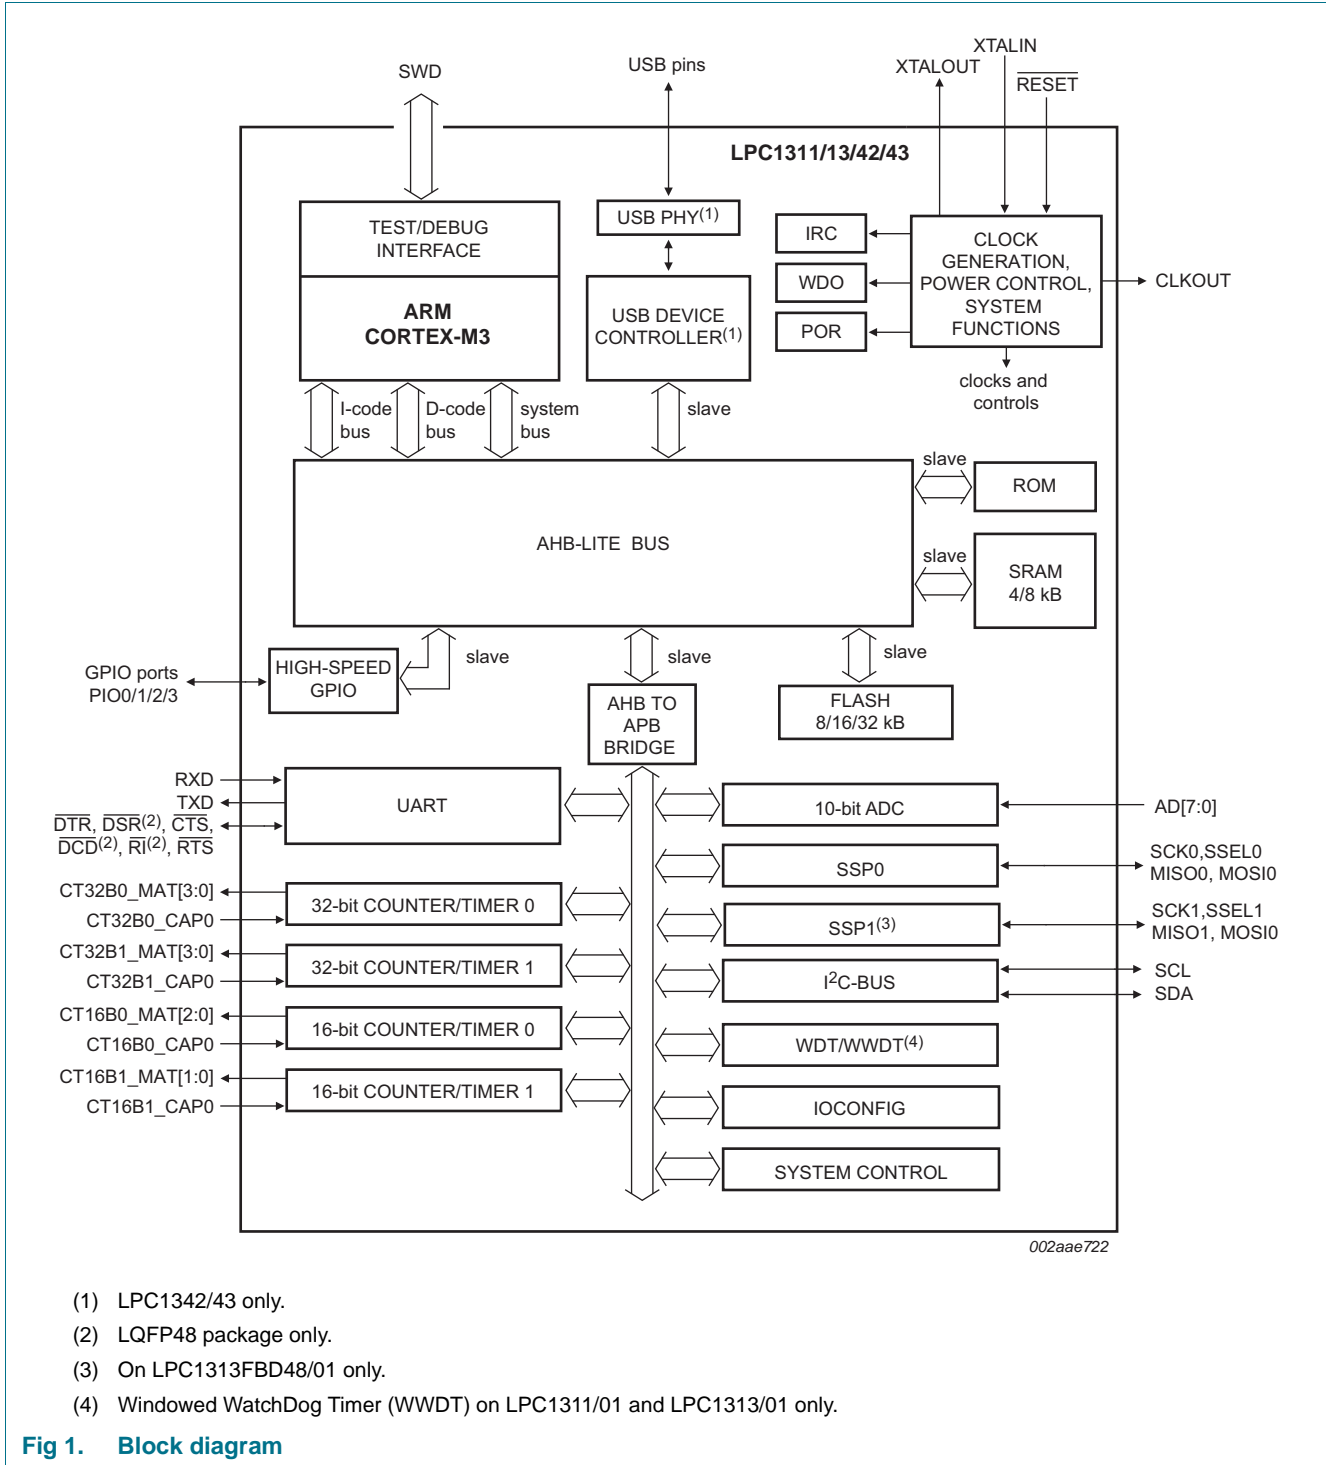 XTALIN
XTALOUT
RESET
SWD
USB pins
LPC1311/13/42/43
TEST/DEBUG
INTERFACE
USB PHY(1)
IRC
WDO
POR
CLOCK
GENERATION,
POWER CONTROL,
SYSTEM
FUNCTIONS
CLKOUT
ARM
CORTEX-M3
USB DEVICE
CONTROLLER(1)
clocks and
controls
I-code
bus
D-code
bus
system
bus
slave
AHB-LITE BUS
slave
ROM
slave
SRAM
4/8 kB
GPIO ports
PIO0/1/2/3
HIGH-SPEED
GPIO
slave
slave
slave
AHB TO
APB
BRIDGE
FLASH
8/16/32 kB
RXD
TXD
DTR, DSR(2), CTS,
DCD(2), RI(2), RTS
UART
10-bit ADC
AD[7:0]
SSP0
SCK0,SSEL0
MISO0, MOSI0
CT32B0_MAT[3:0]
CT32B0_CAP0
32-bit COUNTER/TIMER 0
SSP1(3)
SCK1,SSEL1
MISO1, MOSI0
CT32B1_MAT[3:0]
CT32B1_CAP0
32-bit COUNTER/TIMER 1
I2C-BUS
SCL
SDA
CT16B0_MAT[2:0]
CT16B0_CAP0
16-bit COUNTER/TIMER 0
WDT/WWDT(4)
CT16B1_MAT[1:0]
CT16B1_CAP0
16-bit COUNTER/TIMER 1
IOCONFIG
SYSTEM CONTROL
002aae722
(1) LPC1342/43 only.
(2) LQFP48 package only.
(3) On LPC1313FBD48/01 only.
(4) Windowed WatchDog Timer (WWDT) on LPC1311/01 and LPC1313/01 only.
Fig 1. Block diagram